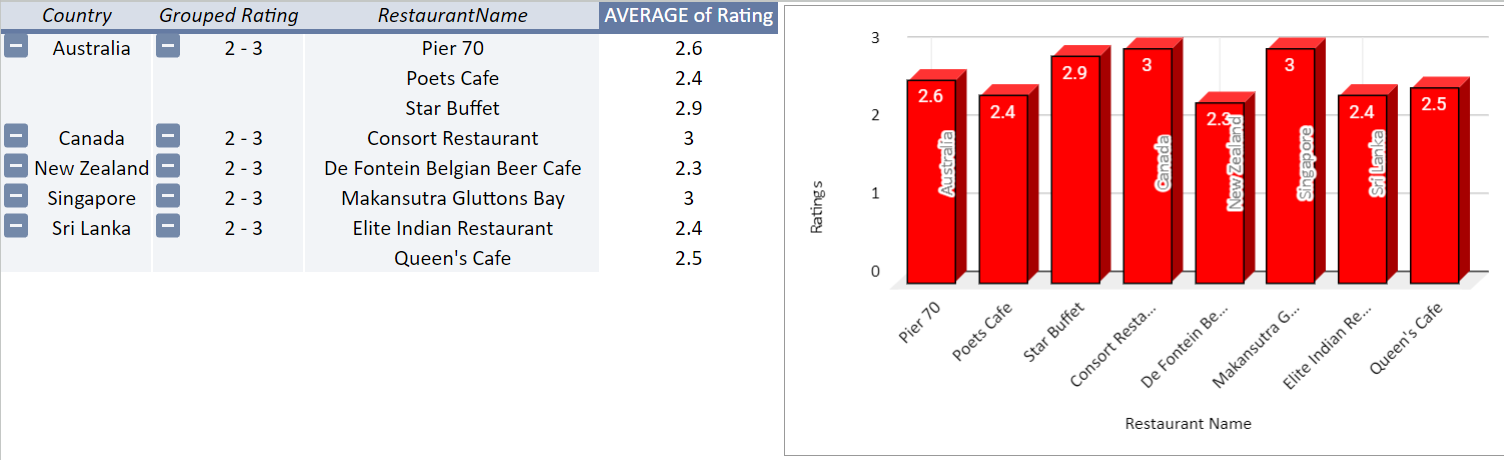 Country Grouped Rating RestaurantName AVERAGE of Rating
Australia 2 - 3 Pier 70 2.6
Poets Cafe 2.4
Star Buffet 2.9
Canada 2 - 3 Consort Restaurant 3
New Zealand 2 - 3 De Fontein Belgian Beer Cafe 2.3
Singapore 2 - 3 Makansutra Gluttons Bay 3
Sri Lanka 2 - 3 Elite Indian Restaurant 2.4
Queen's Cafe 2.5
Ratings
3
2
1
0
2.6 2.4 2.9 3 2.3 3 2.4 2.5
Australia Canada New Zealand Singapore Sri Lanka
Pier 70
Poets Cafe
Star Buffet
Consort Resta...
De Fontein Be...
Makansutra G...
Elite Indian Re...
Queen's Cafe
Restaurant Name